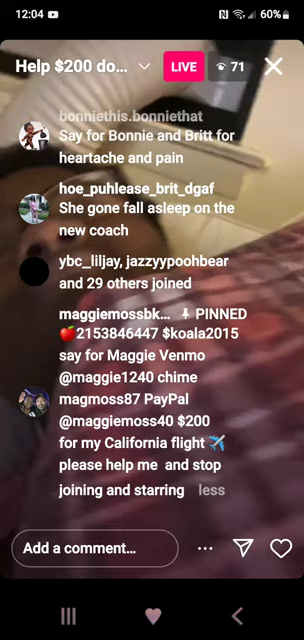 12:04
60%
Help $200 do...
LIVE
71
bonniethis.bonniethat
Say for Bonnie and Britt for
heartache and pain
hoe_puhlease_brit_dgaf
She gone fall asleep on the
new coach
ybc_liljay, jazzyypoohbear
and 29 others joined
maggiemossbk... PINNED
🍎2153846447 $koala2015
say for Maggie Venmo
@maggie1240 chime
magmoss87 PayPal
@maggiemoss40 $200
for my California flight ✈️
please help me and stop
joining and starring less
Add a comment...